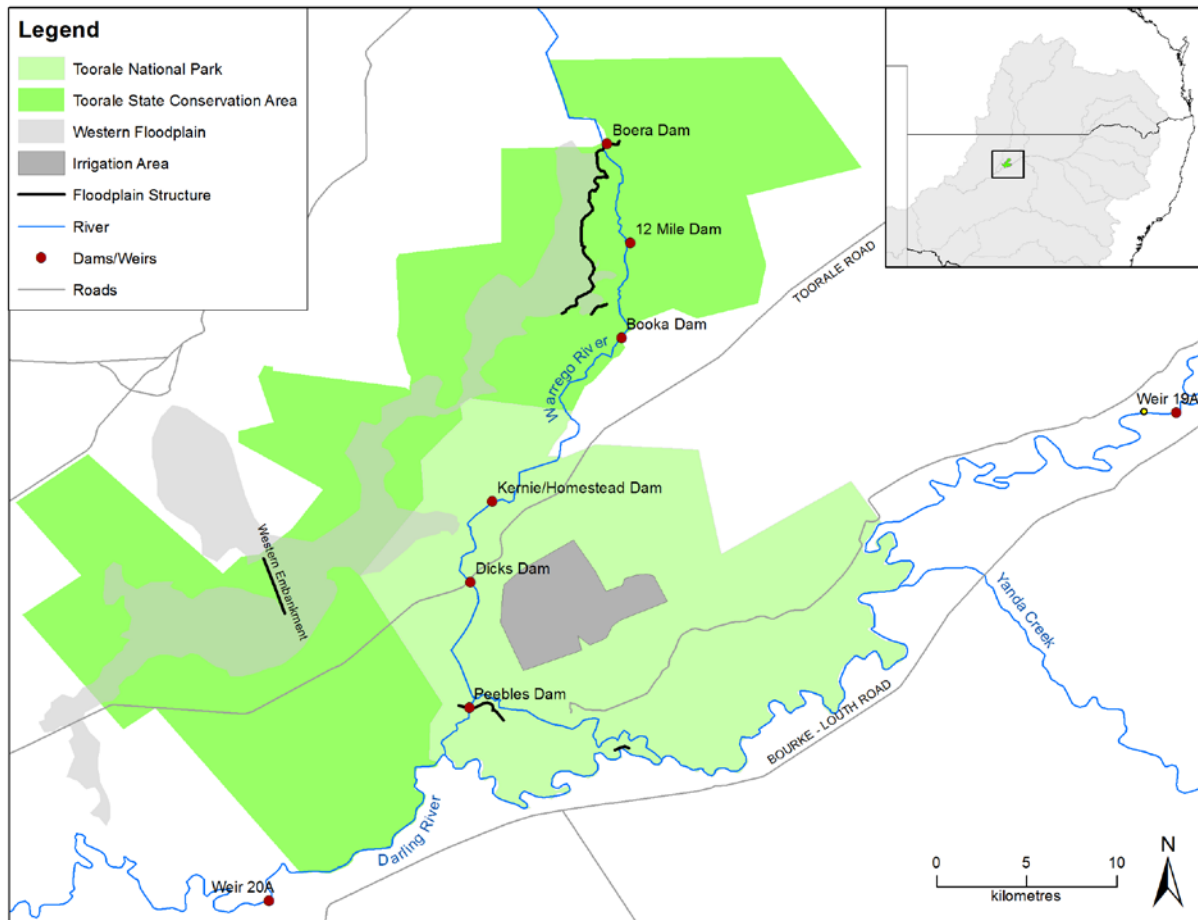 Legend
Toorale National Park
Toorale State Conservation Area
Western Floodplain
Irrigation Area
Floodplain Structure
River
Dams/Weirs
Roads
Boera Dam
12 Mile Dam
TOORALE ROAD
Booka Dam
Warrego River
Weir 19A
Kernie/Homestead Dam
Western Embankment
Dicks Dam
Yanda Creek
Peebles Dam
BOURKE - LOUTH ROAD
Darling River
Weir 20A
N
0 5 10
kilometres